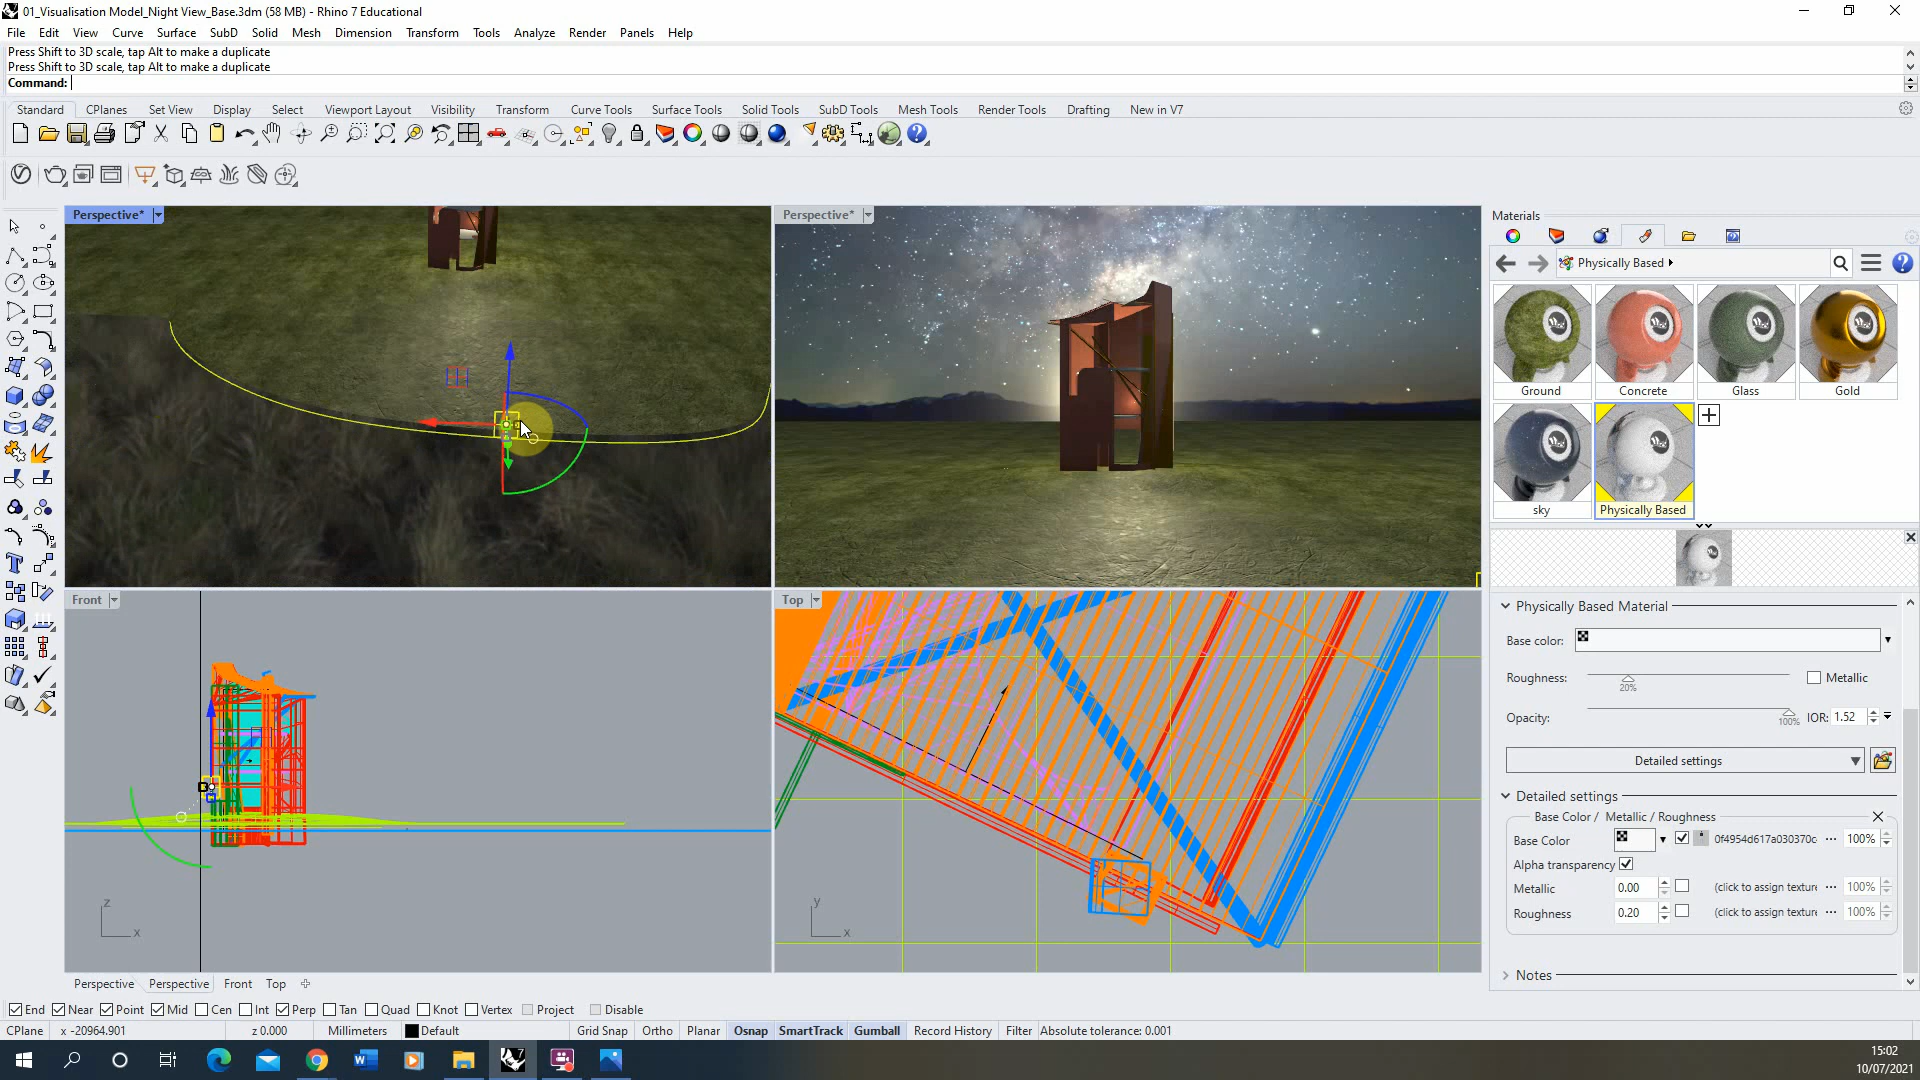 01_Visualisation Model_Night View_Base.3dm (58 MB) - Rhino 7 Educational
File Edit View Curve Surface SubD Solid Mesh Dimension Transform Tools Analyze Render Panels Help
Press Shift to 3D scale, tap Alt to make a duplicate
Press Shift to 3D scale, tap Alt to make a duplicate
Command:
Standard CPlanes Set View Display Select Viewport Layout Visibility Transform Curve Tools Surface Tools Solid Tools SubD Tools Mesh Tools Render Tools Drafting New in V7
Perspective*
Perspective*
Materials
Physically Based
Ground Concrete Glass Gold
sky Physically Based
Front
Top
Physically Based Material
Base color:
Roughness: 20% Metallic
Opacity: 100% IOR: 1.52
Detailed settings
Detailed settings
Base Color / Metallic / Roughness
Base Color 0f4954d617a030370c ... 100%
Alpha transparency
Metallic 0.00 (click to assign texture ... 100%
Roughness 0.20 (click to assign texture ... 100%
Notes
z x
y x
Perspective Perspective Front Top
End Near Point Mid Cen Int Perp Tan Quad Knot Vertex Project Disable
CPlane x -20964.901 z 0.000 Millimeters Default Grid Snap Ortho Planar Osnap SmartTrack Gumball Record History Filter Absolute tolerance: 0.001
15:02
10/07/2021